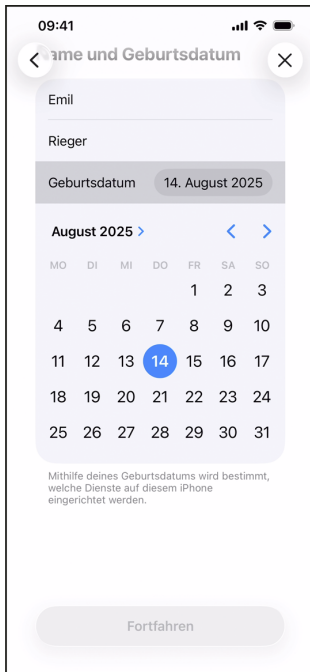 09:41
Name und Geburtsdatum
Emil
Rieger
Geburtsdatum 14. August 2025
August 2025
MO DI MI DO FR SA SO
1 2 3
4 5 6 7 8 9 10
11 12 13 14 15 16 17
18 19 20 21 22 23 24
25 26 27 28 29 30 31
Mithilfe deines Geburtsdatums wird bestimmt,
welche Dienste auf diesem iPhone
eingerichtet werden.
Fortfahren